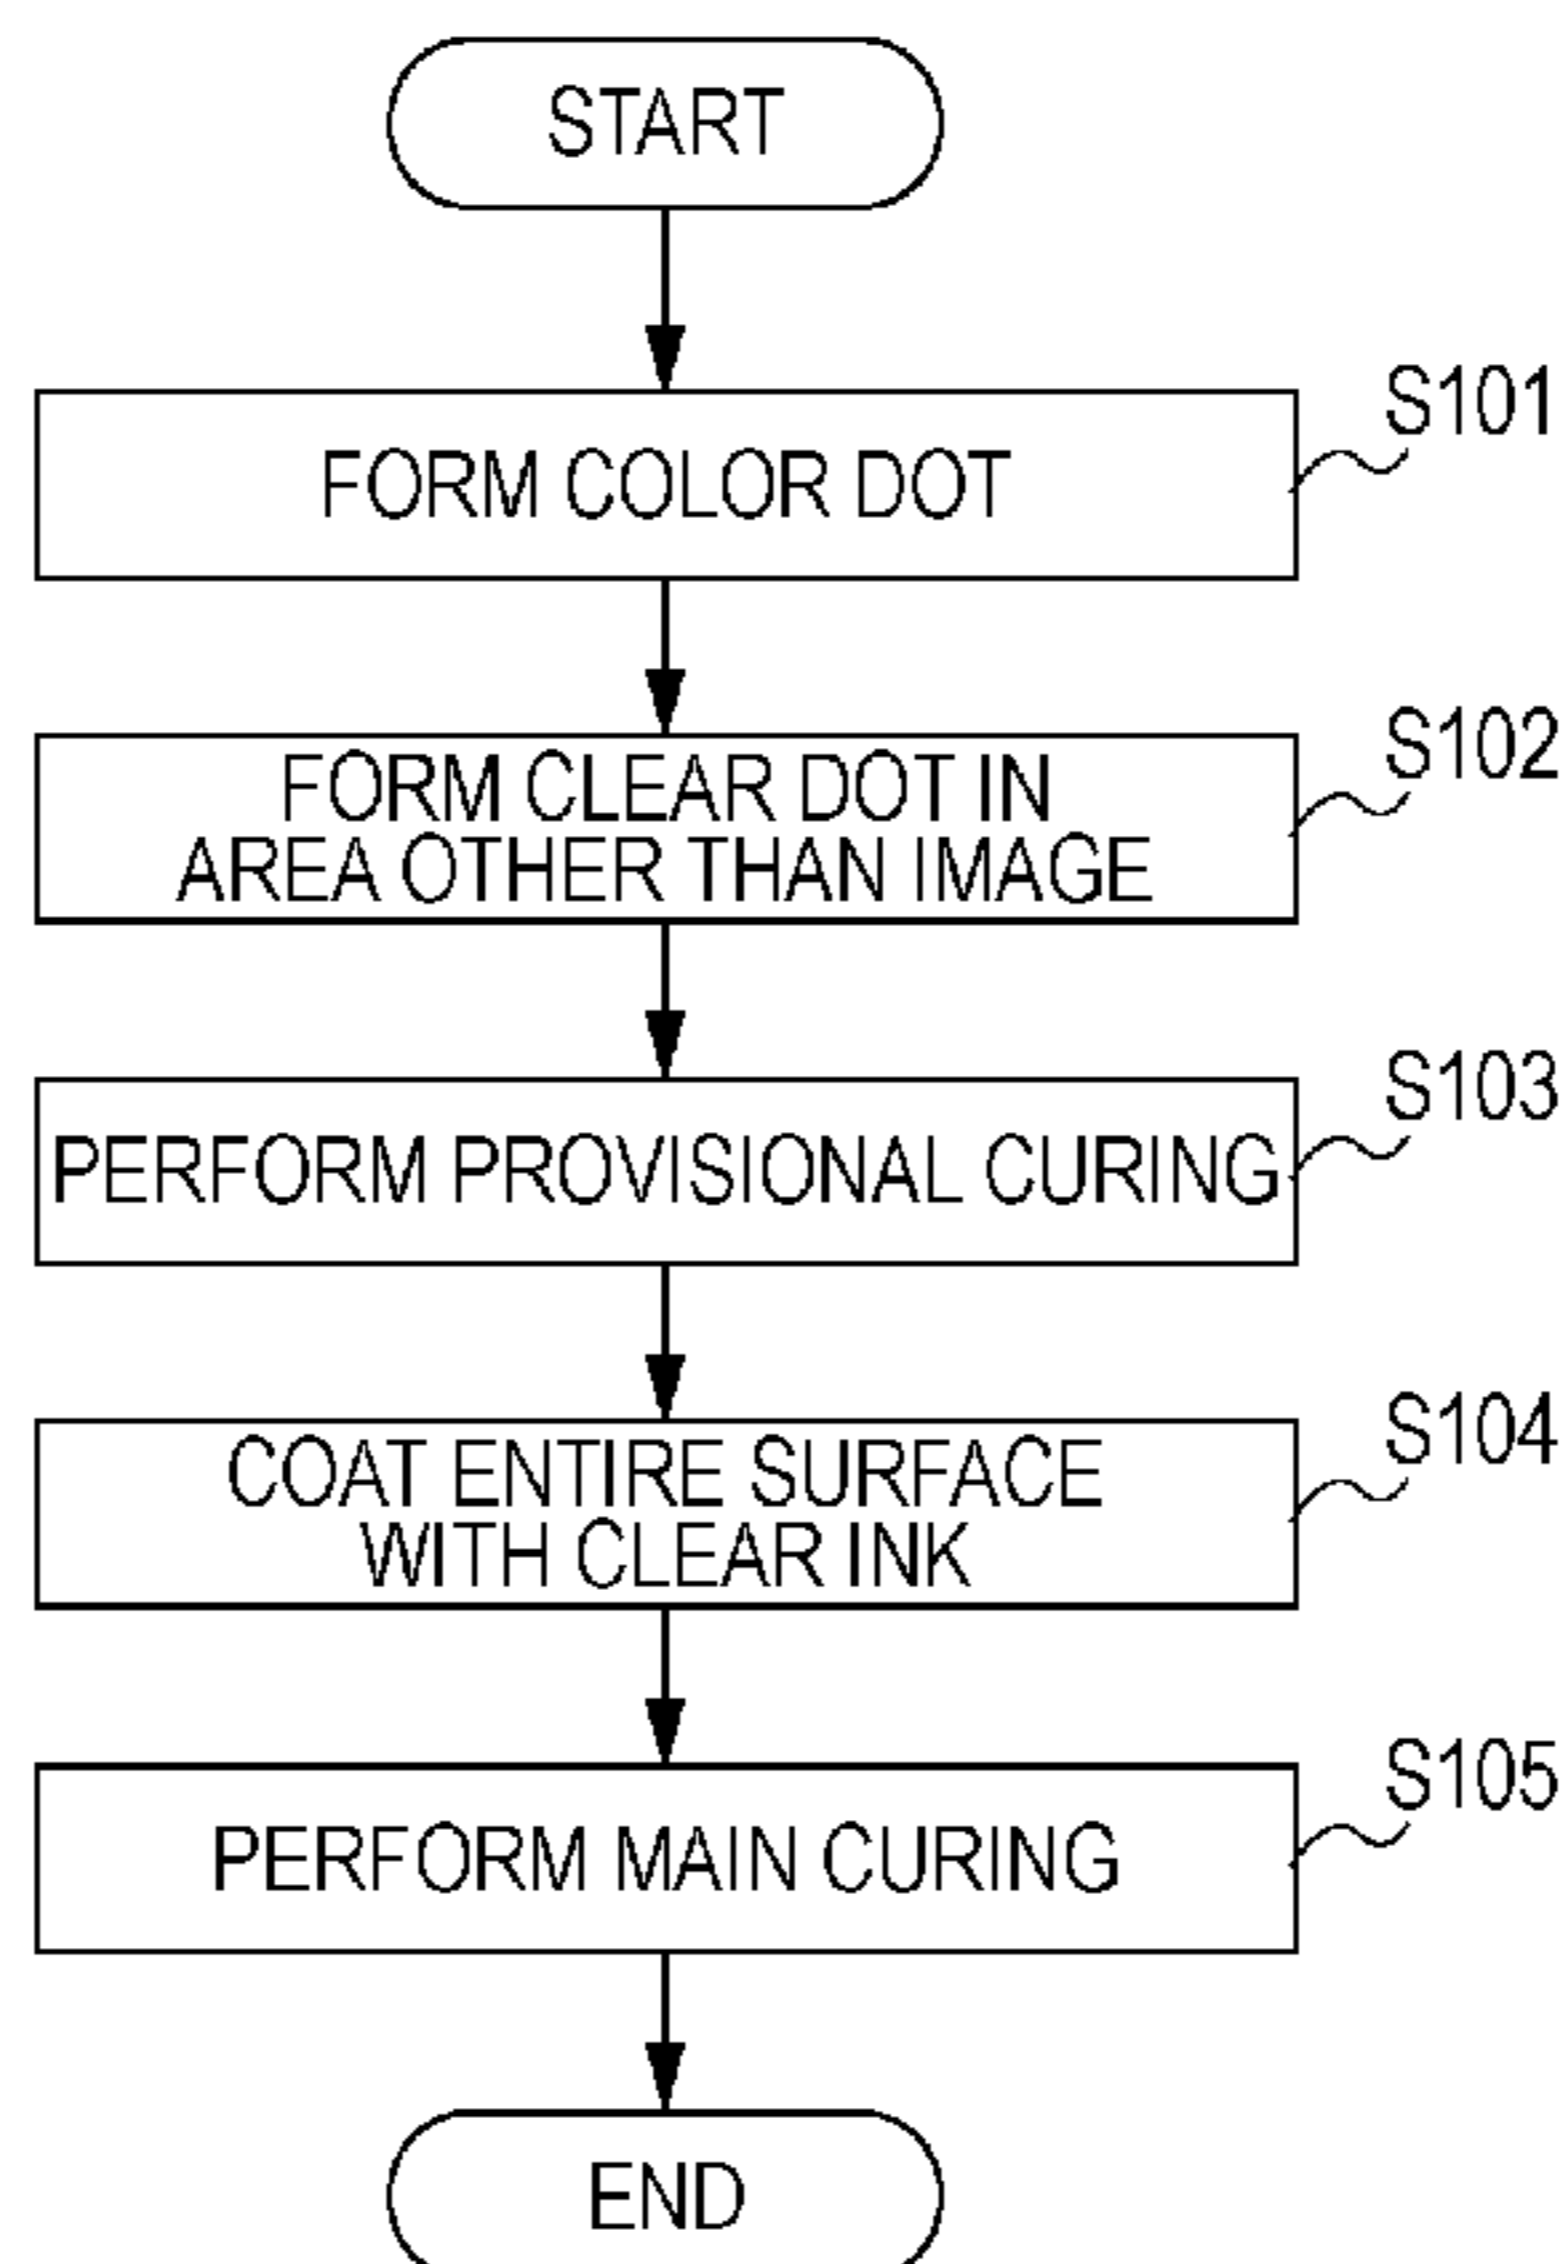 START
S101
FORM COLOR DOT
S102
FORM CLEAR DOT IN
AREA OTHER THAN IMAGE
S103
PERFORM PROVISIONAL CURING
S104
COAT ENTIRE SURFACE
WITH CLEAR INK
S105
PERFORM MAIN CURING
END